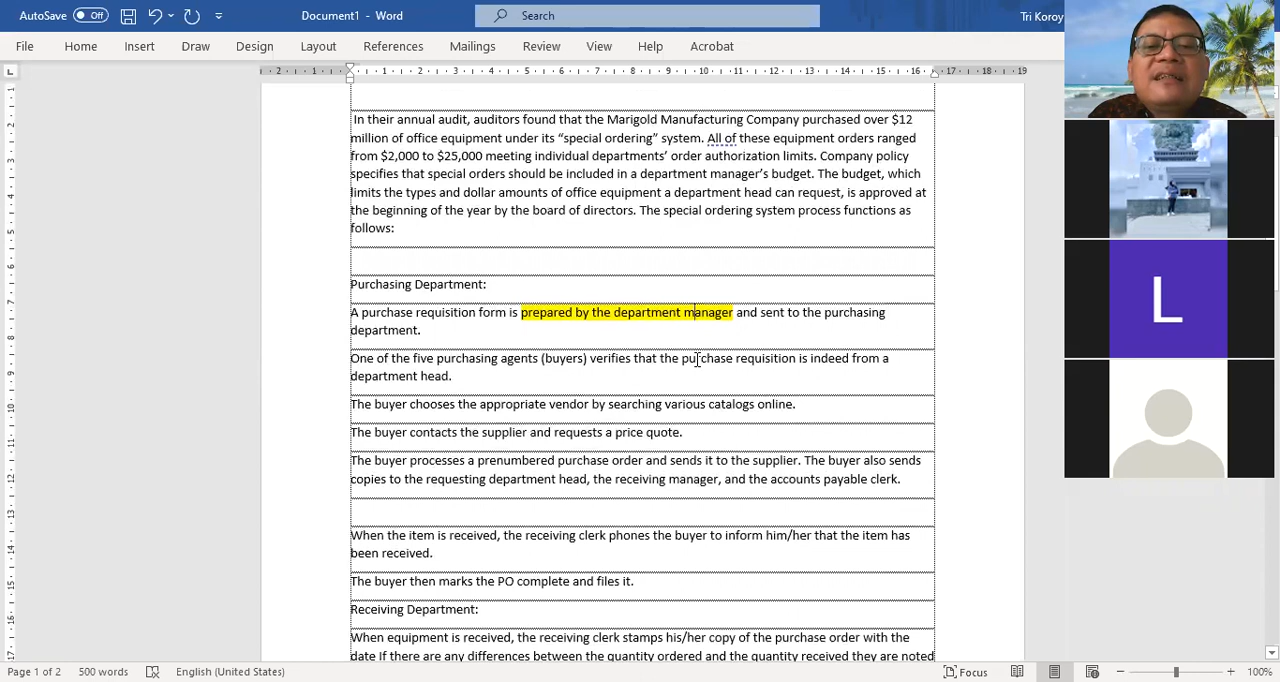 AutoSave Off Document1 - Word Search Tri Koroy
File Home Insert Draw Design Layout References Mailings Review View Help Acrobat
In their annual audit, auditors found that the Marigold Manufacturing Company purchased over $12
million of office equipment under its “special ordering” system. All of these equipment orders ranged
from $2,000 to $25,000 meeting individual departments’ order authorization limits. Company policy
specifies that special orders should be included in a department manager’s budget. The budget, which
limits the types and dollar amounts of office equipment a department head can request, is approved at
the beginning of the year by the board of directors. The special ordering system process functions as
follows:
Purchasing Department:
A purchase requisition form is prepared by the department manager and sent to the purchasing
department.
One of the five purchasing agents (buyers) verifies that the purchase requisition is indeed from a
department head.
The buyer chooses the appropriate vendor by searching various catalogs online.
The buyer contacts the supplier and requests a price quote.
The buyer processes a prenumbered purchase order and sends it to the supplier. The buyer also sends
copies to the requesting department head, the receiving manager, and the accounts payable clerk.
When the item is received, the receiving clerk phones the buyer to inform him/her that the item has
been received.
The buyer then marks the PO complete and files it.
Receiving Department:
When equipment is received, the receiving clerk stamps his/her copy of the purchase order with the
date If there are any differences between the quantity ordered and the quantity received they are noted
L
Page 1 of 2 500 words English (United States) Focus 100%